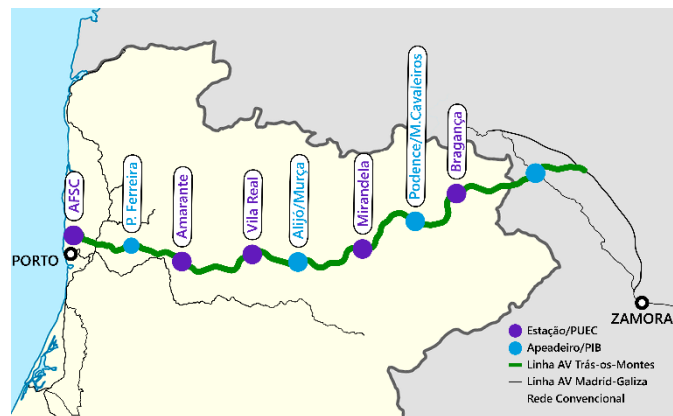 AFSC
P. Ferreira
Amarante
Vila Real
Alijó/Murça
Mirandela
Podence/M.Cavaleiros
Bragança
PORTO
ZAMORA
Estação/PUEC
Apeadeiro/PIB
Linha AV Trás-os-Montes
Linha AV Madrid-Galiza
Rede Convencional